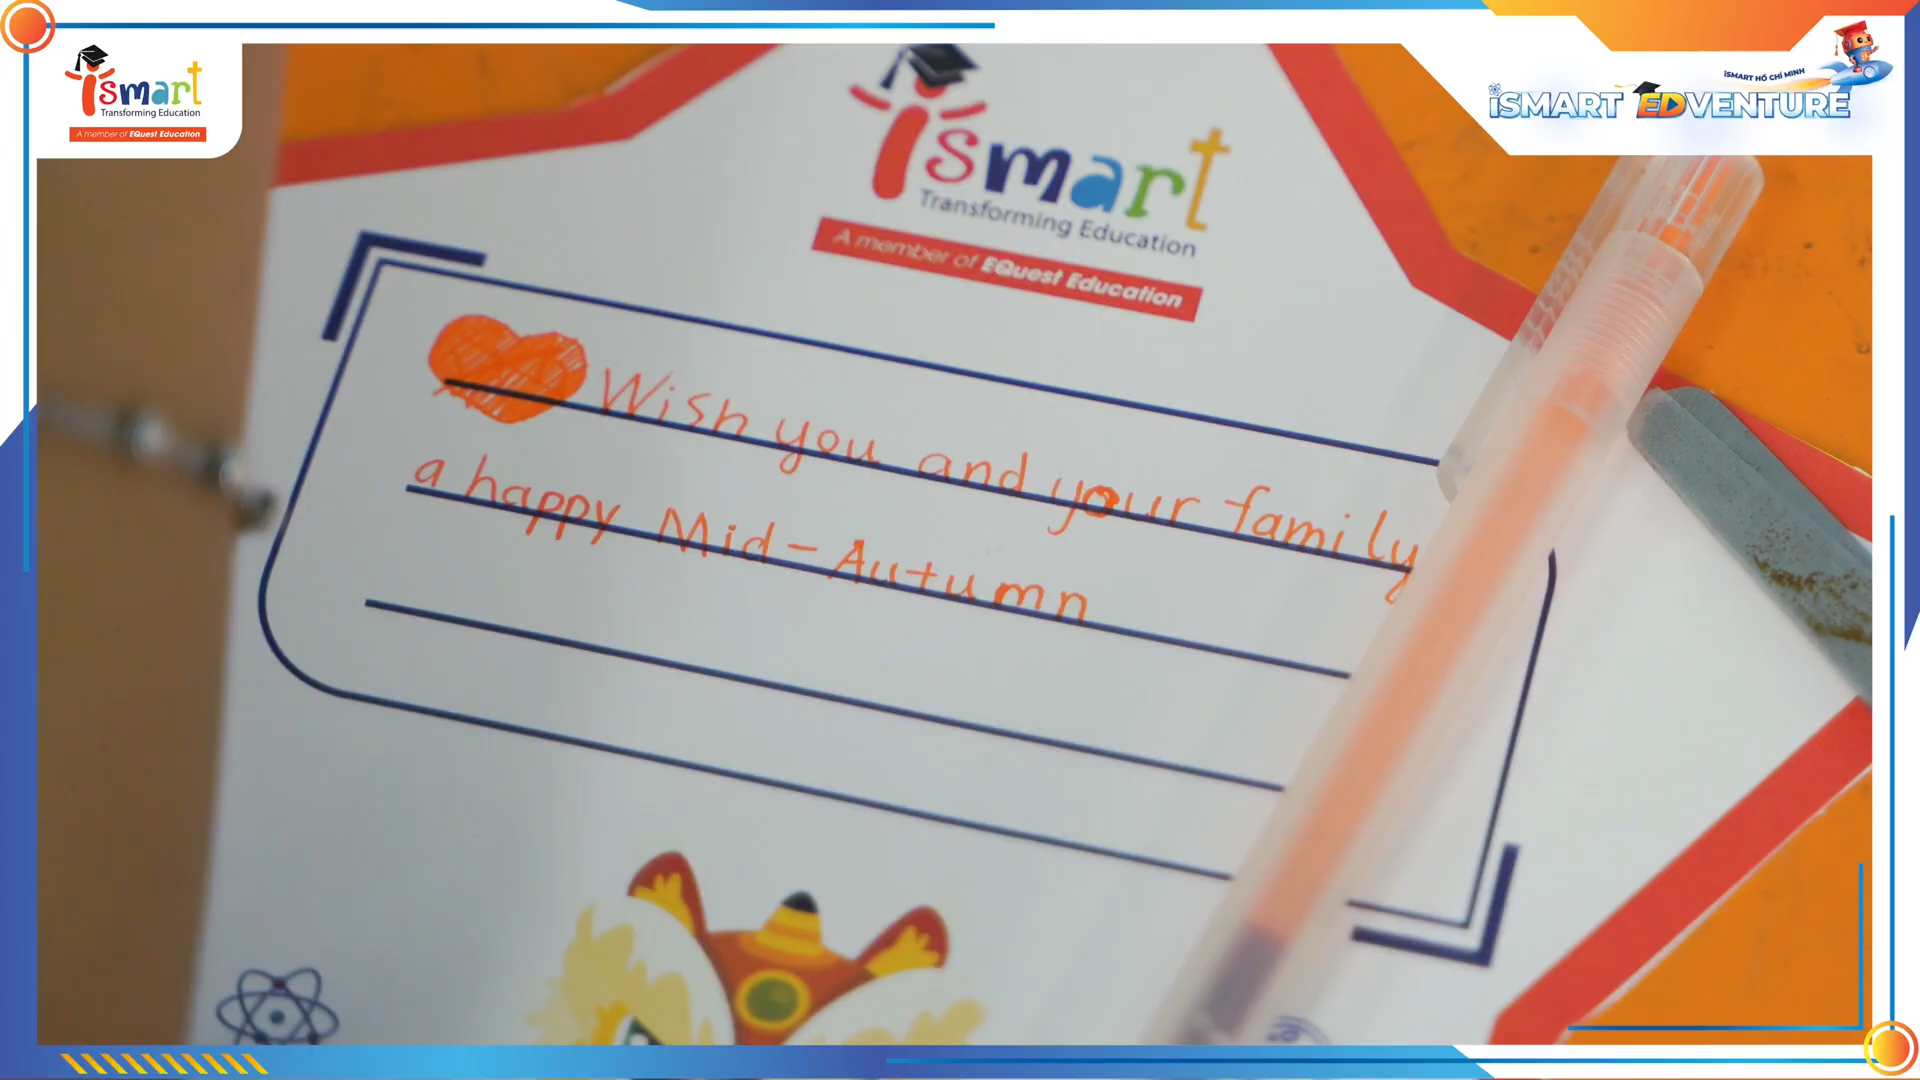 ismart
Transforming Education
A member of EQuest Education
iSMART HỒ CHÍ MINH
iSMART EDVENTURE
ismart
Transforming Education
A member of EQuest Education
Wish you and your family
a happy Mid-Autumn